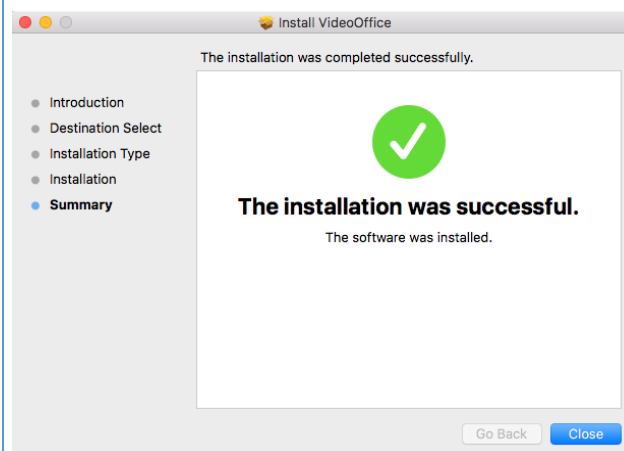 Install VideoOffice
The installation was completed successfully.
Introduction
Destination Select
Installation Type
Installation
Summary
The installation was successful.
The software was installed.
Go Back
Close